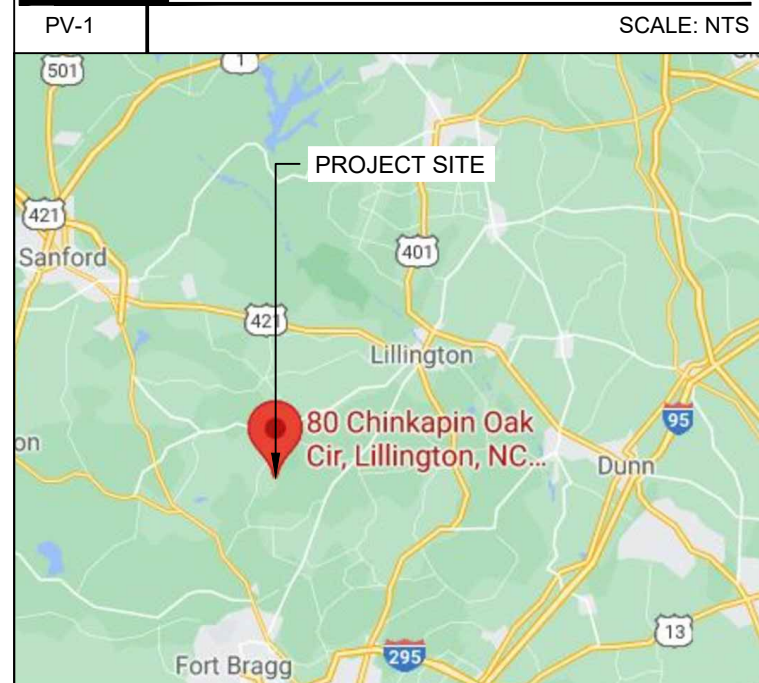 PV-1
SCALE: NTS
501
1
PROJECT SITE
421
401
Sanford
421
Lillington
80 Chinkapin Oak
Cir, Lillington, NC...
95
on
Dunn
13
295
Fort Bragg